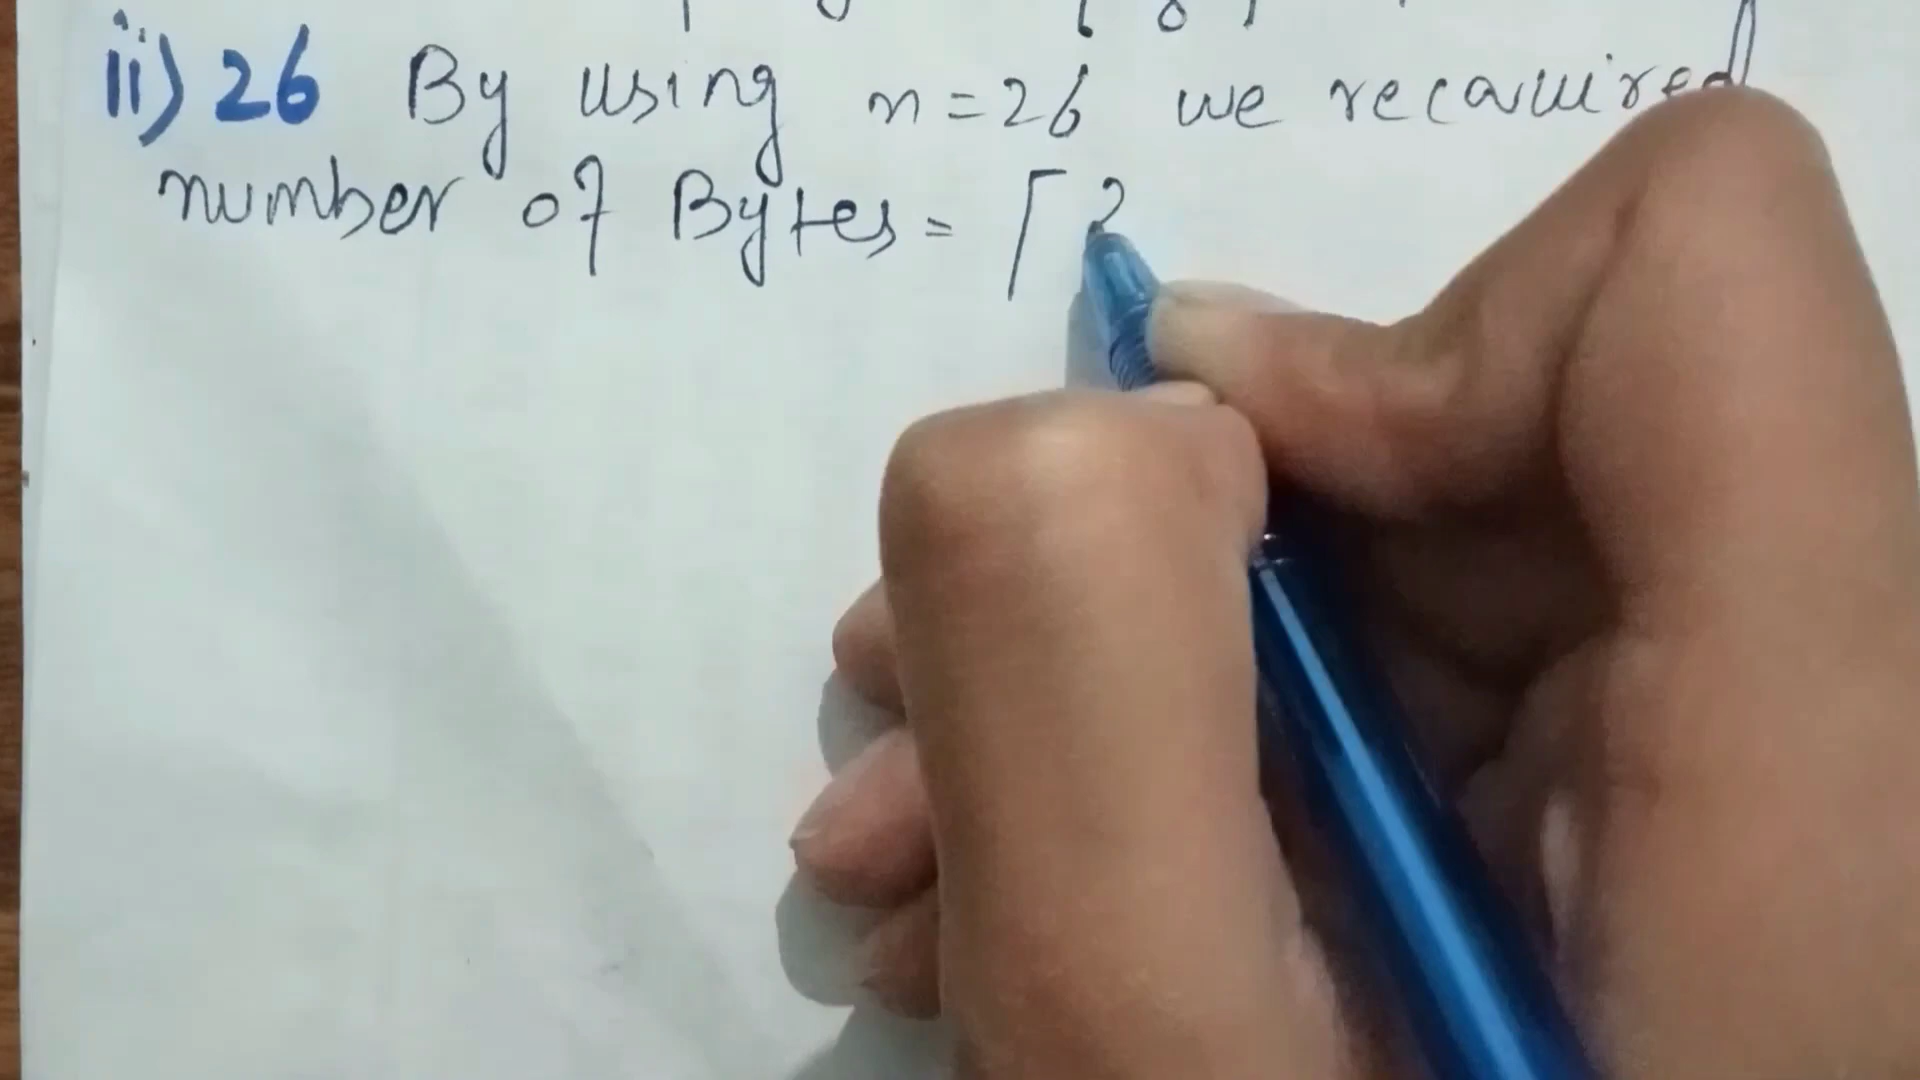 ii) 26 By using n=26 we recauired
number of Bytes = ⌈ 2